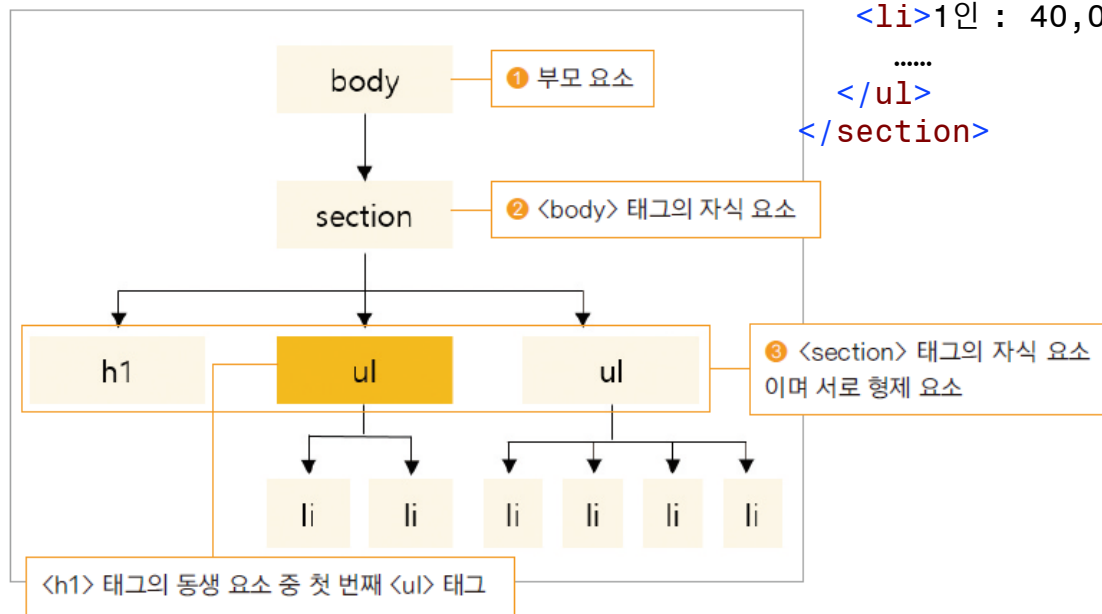 <li>1인 : 40,0
……
</ul>
</section>
body
❶ 부모 요소
section
❷ <body> 태그의 자식 요소
h1
ul
ul
❸ <section> 태그의 자식 요소
이며 서로 형제 요소
li
li
li
li
li
li
<h1> 태그의 동생 요소 중 첫 번째 <ul> 태그